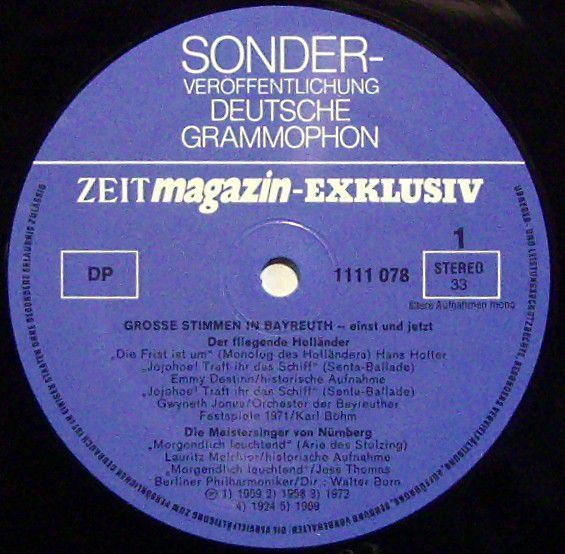 SONDER-
VERÖFFENTLICHUNG
DEUTSCHE
GRAMMOPHON
ZEITmagazin-EXKLUSIV
1
DP
1111 078
STEREO
33
ältere Aufnahmen mono
GROSSE STIMMEN IN BAYREUTH – einst und jetzt
Der fliegende Holländer
„Die Frist ist um“ (Monolog des Holländers) Hans Hotter
„Johohoe! Traft ihr das Schiff“ (Senta-Ballade)
Emmy Destinn/historische Aufnahme
„Johohoe! Traft ihr das Schiff“ (Senta-Ballade)
Gwyneth Jones/Orchester der Bayreuther
Festspiele 1971/Karl Böhm
Die Meistersinger von Nürnberg
„Morgendlich leuchtend“ (Arie des Stolzing)
Lauritz Melchior/historische Aufnahme
„Morgendlich leuchtend“/Jess Thomas
Berliner Philharmoniker/Dir.: Walter Born
Ⓟ 1) 1959 2) 1958 3) 1972
4) 1924 5) 1969